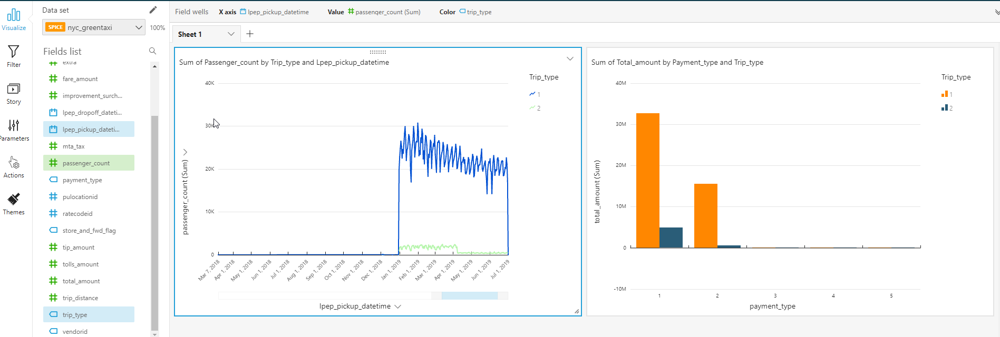 Visualize
Filter
Story
Parameters
Actions
Themes
Data set
SPICE nyc_greentaxi 100%
Fields list
extra
fare_amount
improvement_surch...
lpep_dropoff_dateti...
lpep_pickup_dateti...
mta_tax
passenger_count
payment_type
pulocationid
ratecodeid
store_and_fwd_flag
tip_amount
tolls_amount
total_amount
trip_distance
trip_type
vendorid
Field wells X axis lpep_pickup_datetime Value passenger_count (Sum) Color trip_type
Sheet 1 +
Sum of Passenger_count by Trip_type and Lpep_pickup_datetime
Trip_type
1
2
40K
30K
20K
10K
0
passenger_count (Sum)
Mar 7, 2018 Apr 1, 2018 May 1, 2018 Jun 1, 2018 Jul 1, 2018 Aug 1, 2018 Sep 1, 2018 Oct 1, 2018 Nov 1, 2018 Dec 1, 2018 Jan 1, 2019 Feb 1, 2019 Mar 1, 2019 Apr 1, 2019 May 1, 2019 Jun 1, 2019 Jul 1, 2019
lpep_pickup_datetime
Sum of Total_amount by Payment_type and Trip_type
Trip_type
1
2
40M
30M
20M
10M
0
-10M
total_amount (Sum)
1 2 3 4 5
payment_type